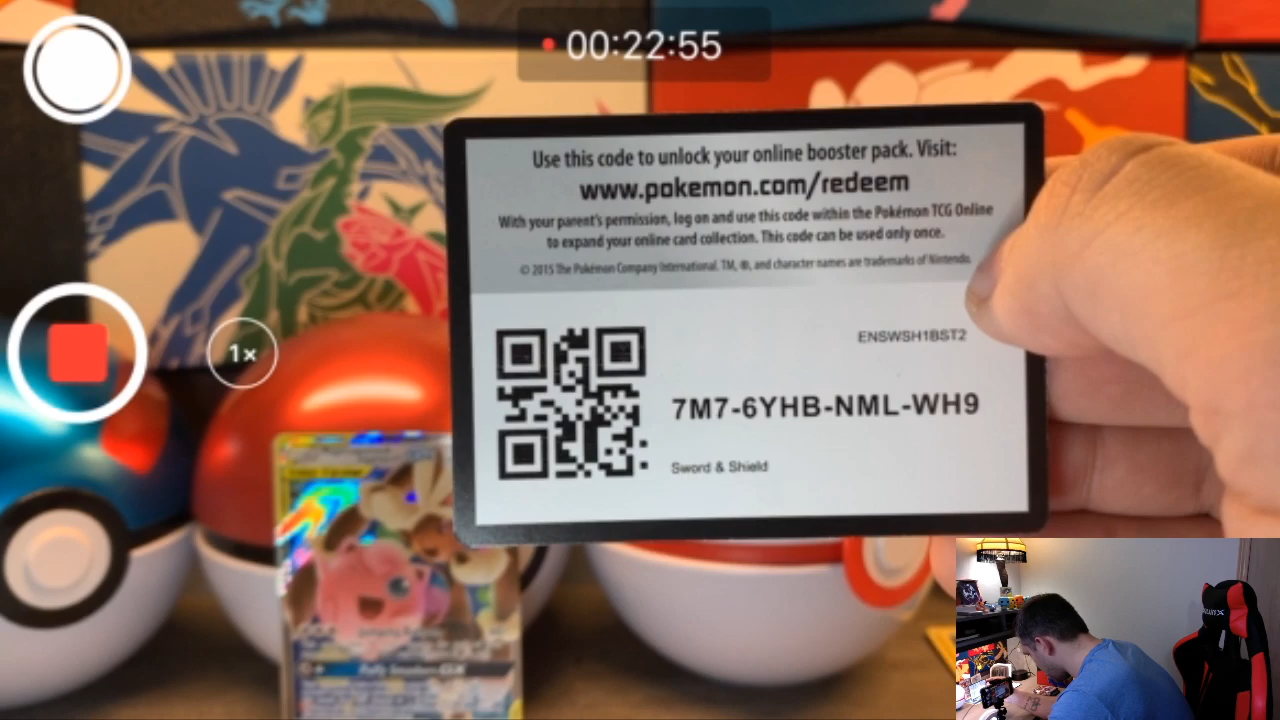 00:22:55
Use this code to unlock your online booster pack. Visit:
www.pokemon.com/redeem
With your parent's permission, log on and use this code within the Pokémon TCG Online
to expand your online card collection. This code can be used only once.
© 2015 The Pokémon Company International. TM, ®, and character names are trademarks of Nintendo.
1x
ENSWSH1BST2
7M7-6YHB-NML-WH9
Sword & Shield